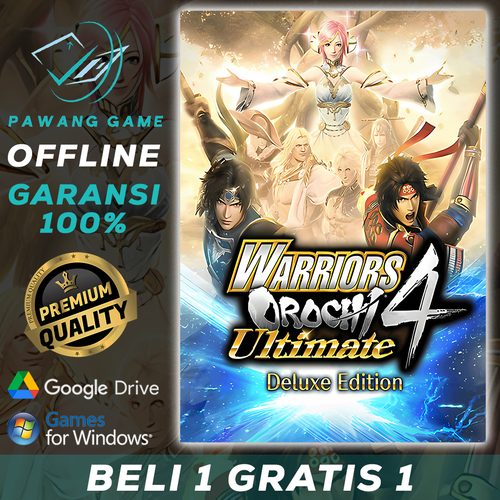 PAWANG GAME
OFFLINE
GARANSI
100%
PREMIUM
QUALITY
Google Drive
Games
for Windows®
WARRIORS
OROCHI 4
Ultimate
Deluxe Edition
BELI 1 GRATIS 1